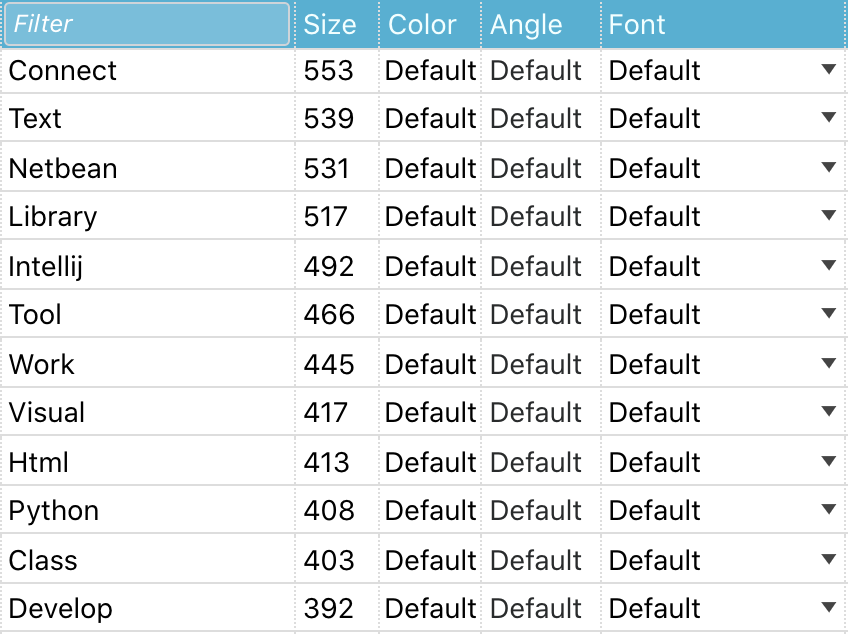 Filter Size Color Angle Font
Connect 553 Default Default Default
Text 539 Default Default Default
Netbean 531 Default Default Default
Library 517 Default Default Default
Intellij 492 Default Default Default
Tool 466 Default Default Default
Work 445 Default Default Default
Visual 417 Default Default Default
Html 413 Default Default Default
Python 408 Default Default Default
Class 403 Default Default Default
Develop 392 Default Default Default